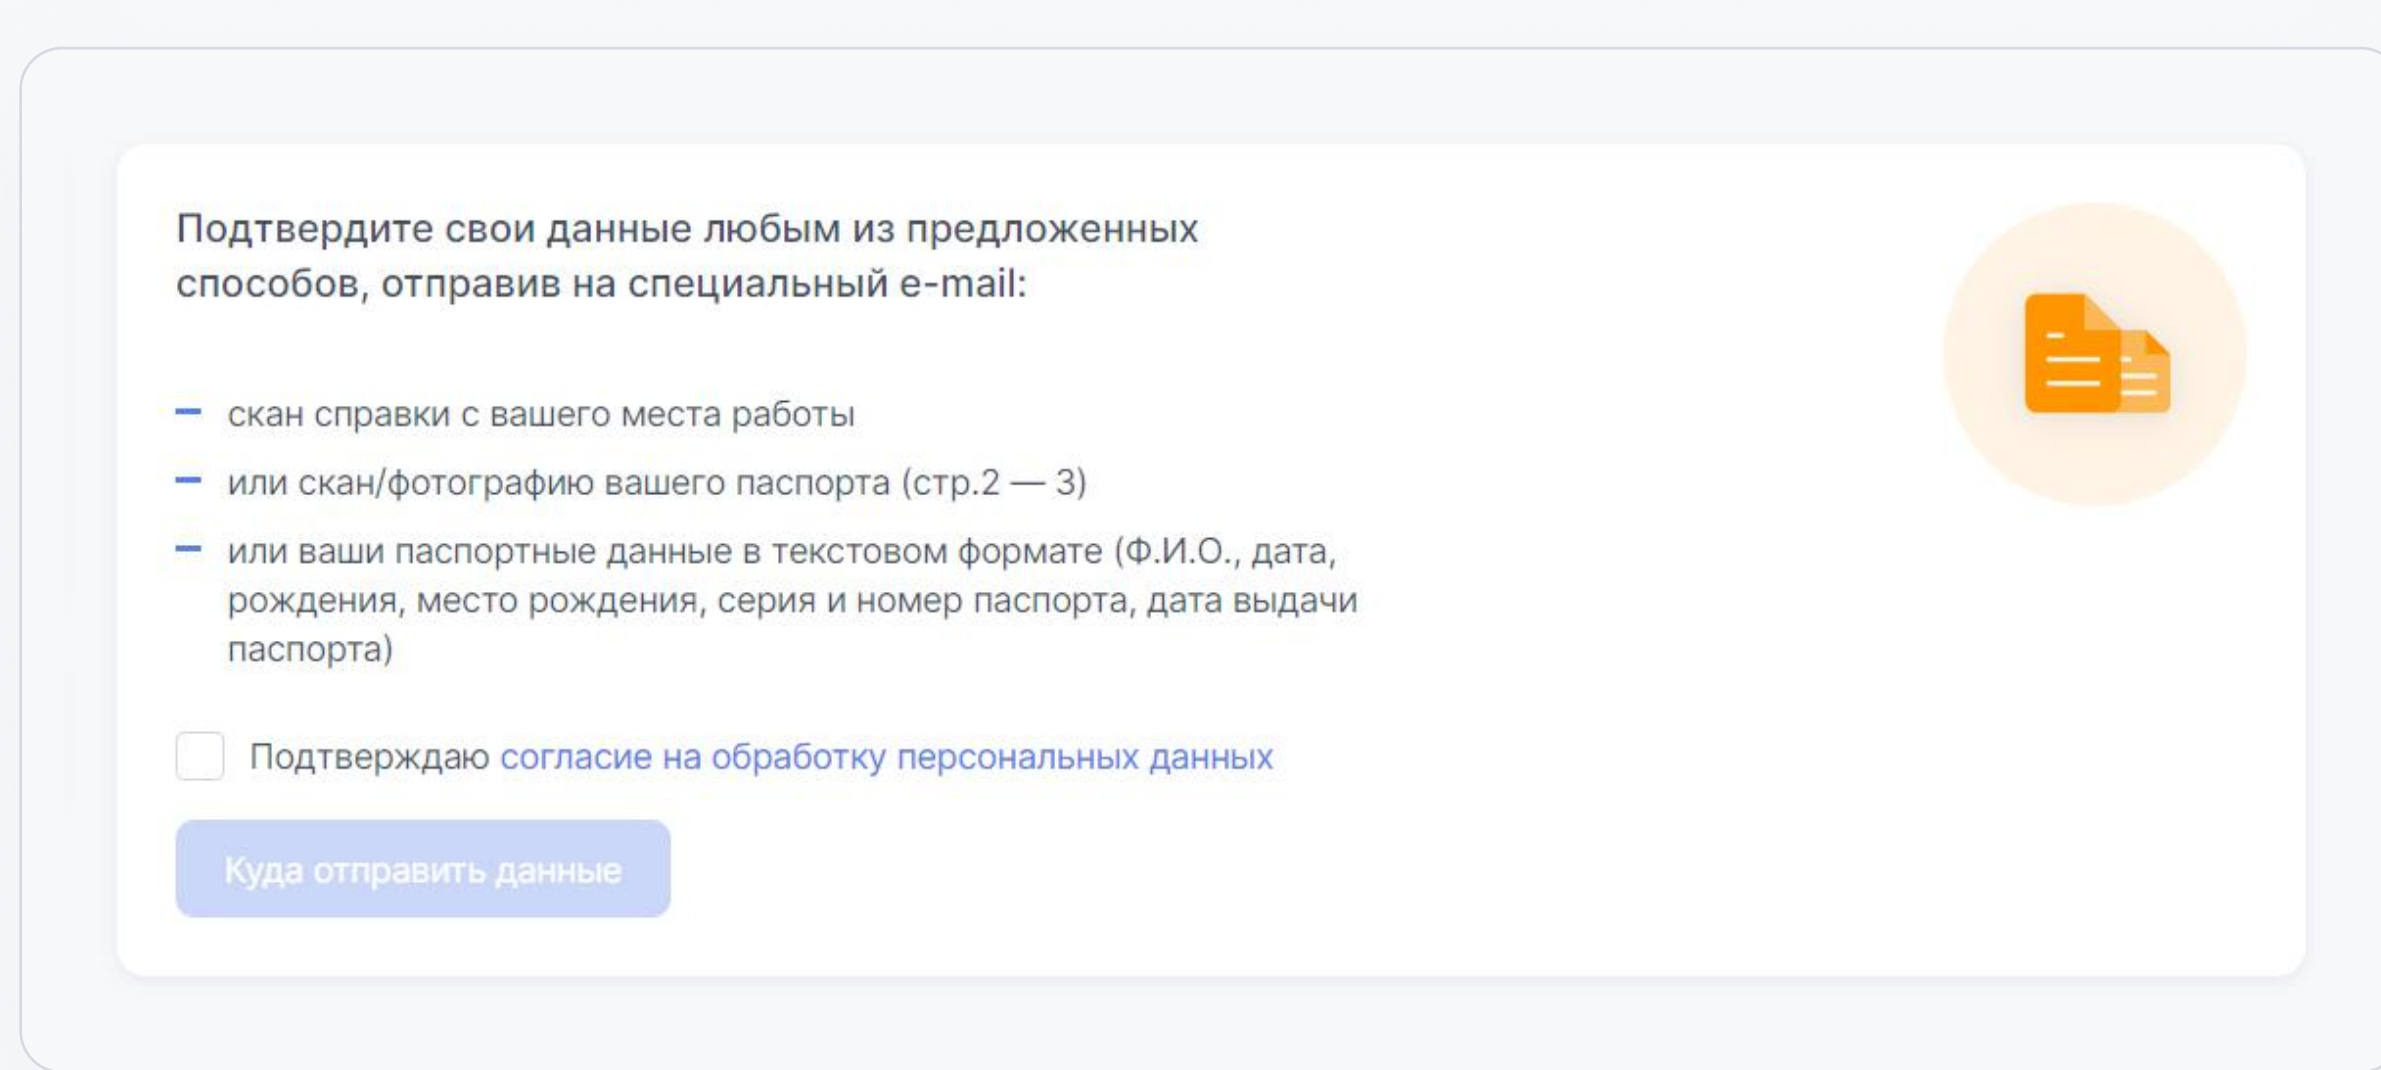 Подтвердите свои данные любым из предложенных
способов, отправив на специальный e-mail:
скан справки с вашего места работы
или скан/фотографию вашего паспорта (стр.2 — 3)
или ваши паспортные данные в текстовом формате (Ф.И.О., дата,
рождения, место рождения, серия и номер паспорта, дата выдачи
паспорта)
Подтверждаю согласие на обработку персональных данных
Куда отправить данные